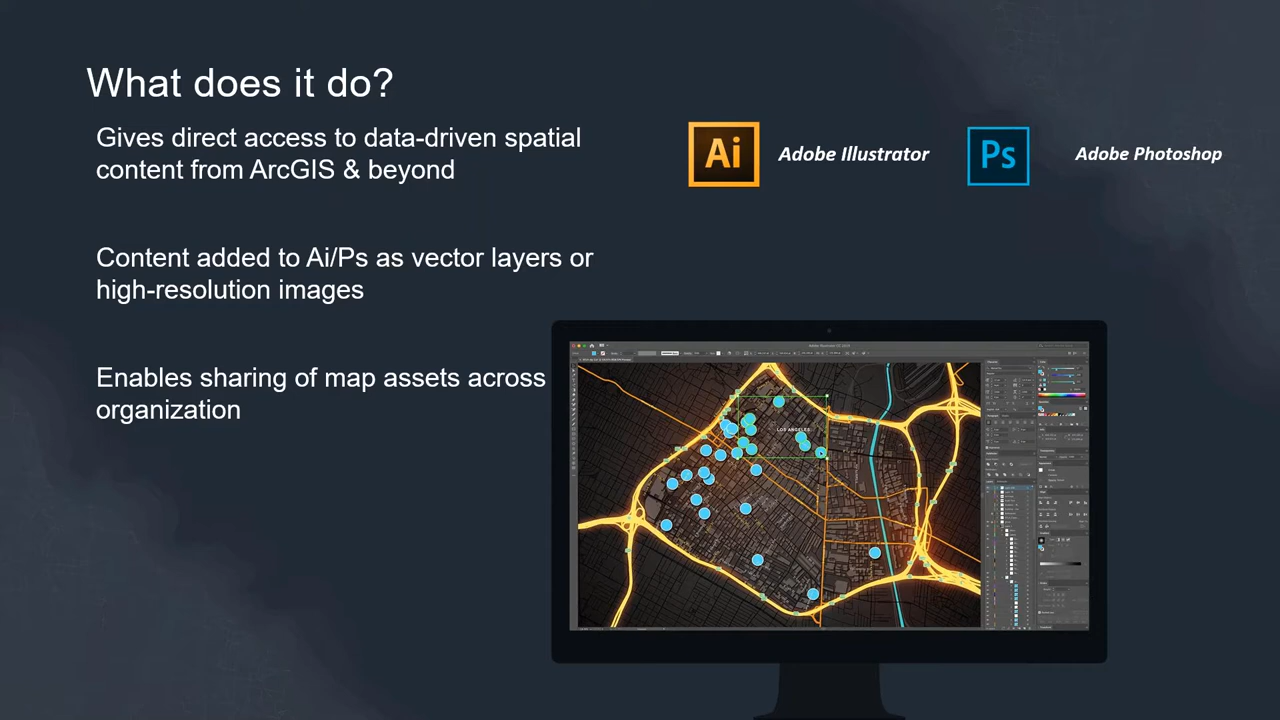 What does it do?
Gives direct access to data-driven spatial
content from ArcGIS & beyond
Ai
Adobe Illustrator
Ps
Adobe Photoshop
Content added to Ai/Ps as vector layers or
high-resolution images
Enables sharing of map assets across
organization
LOS ANGELES